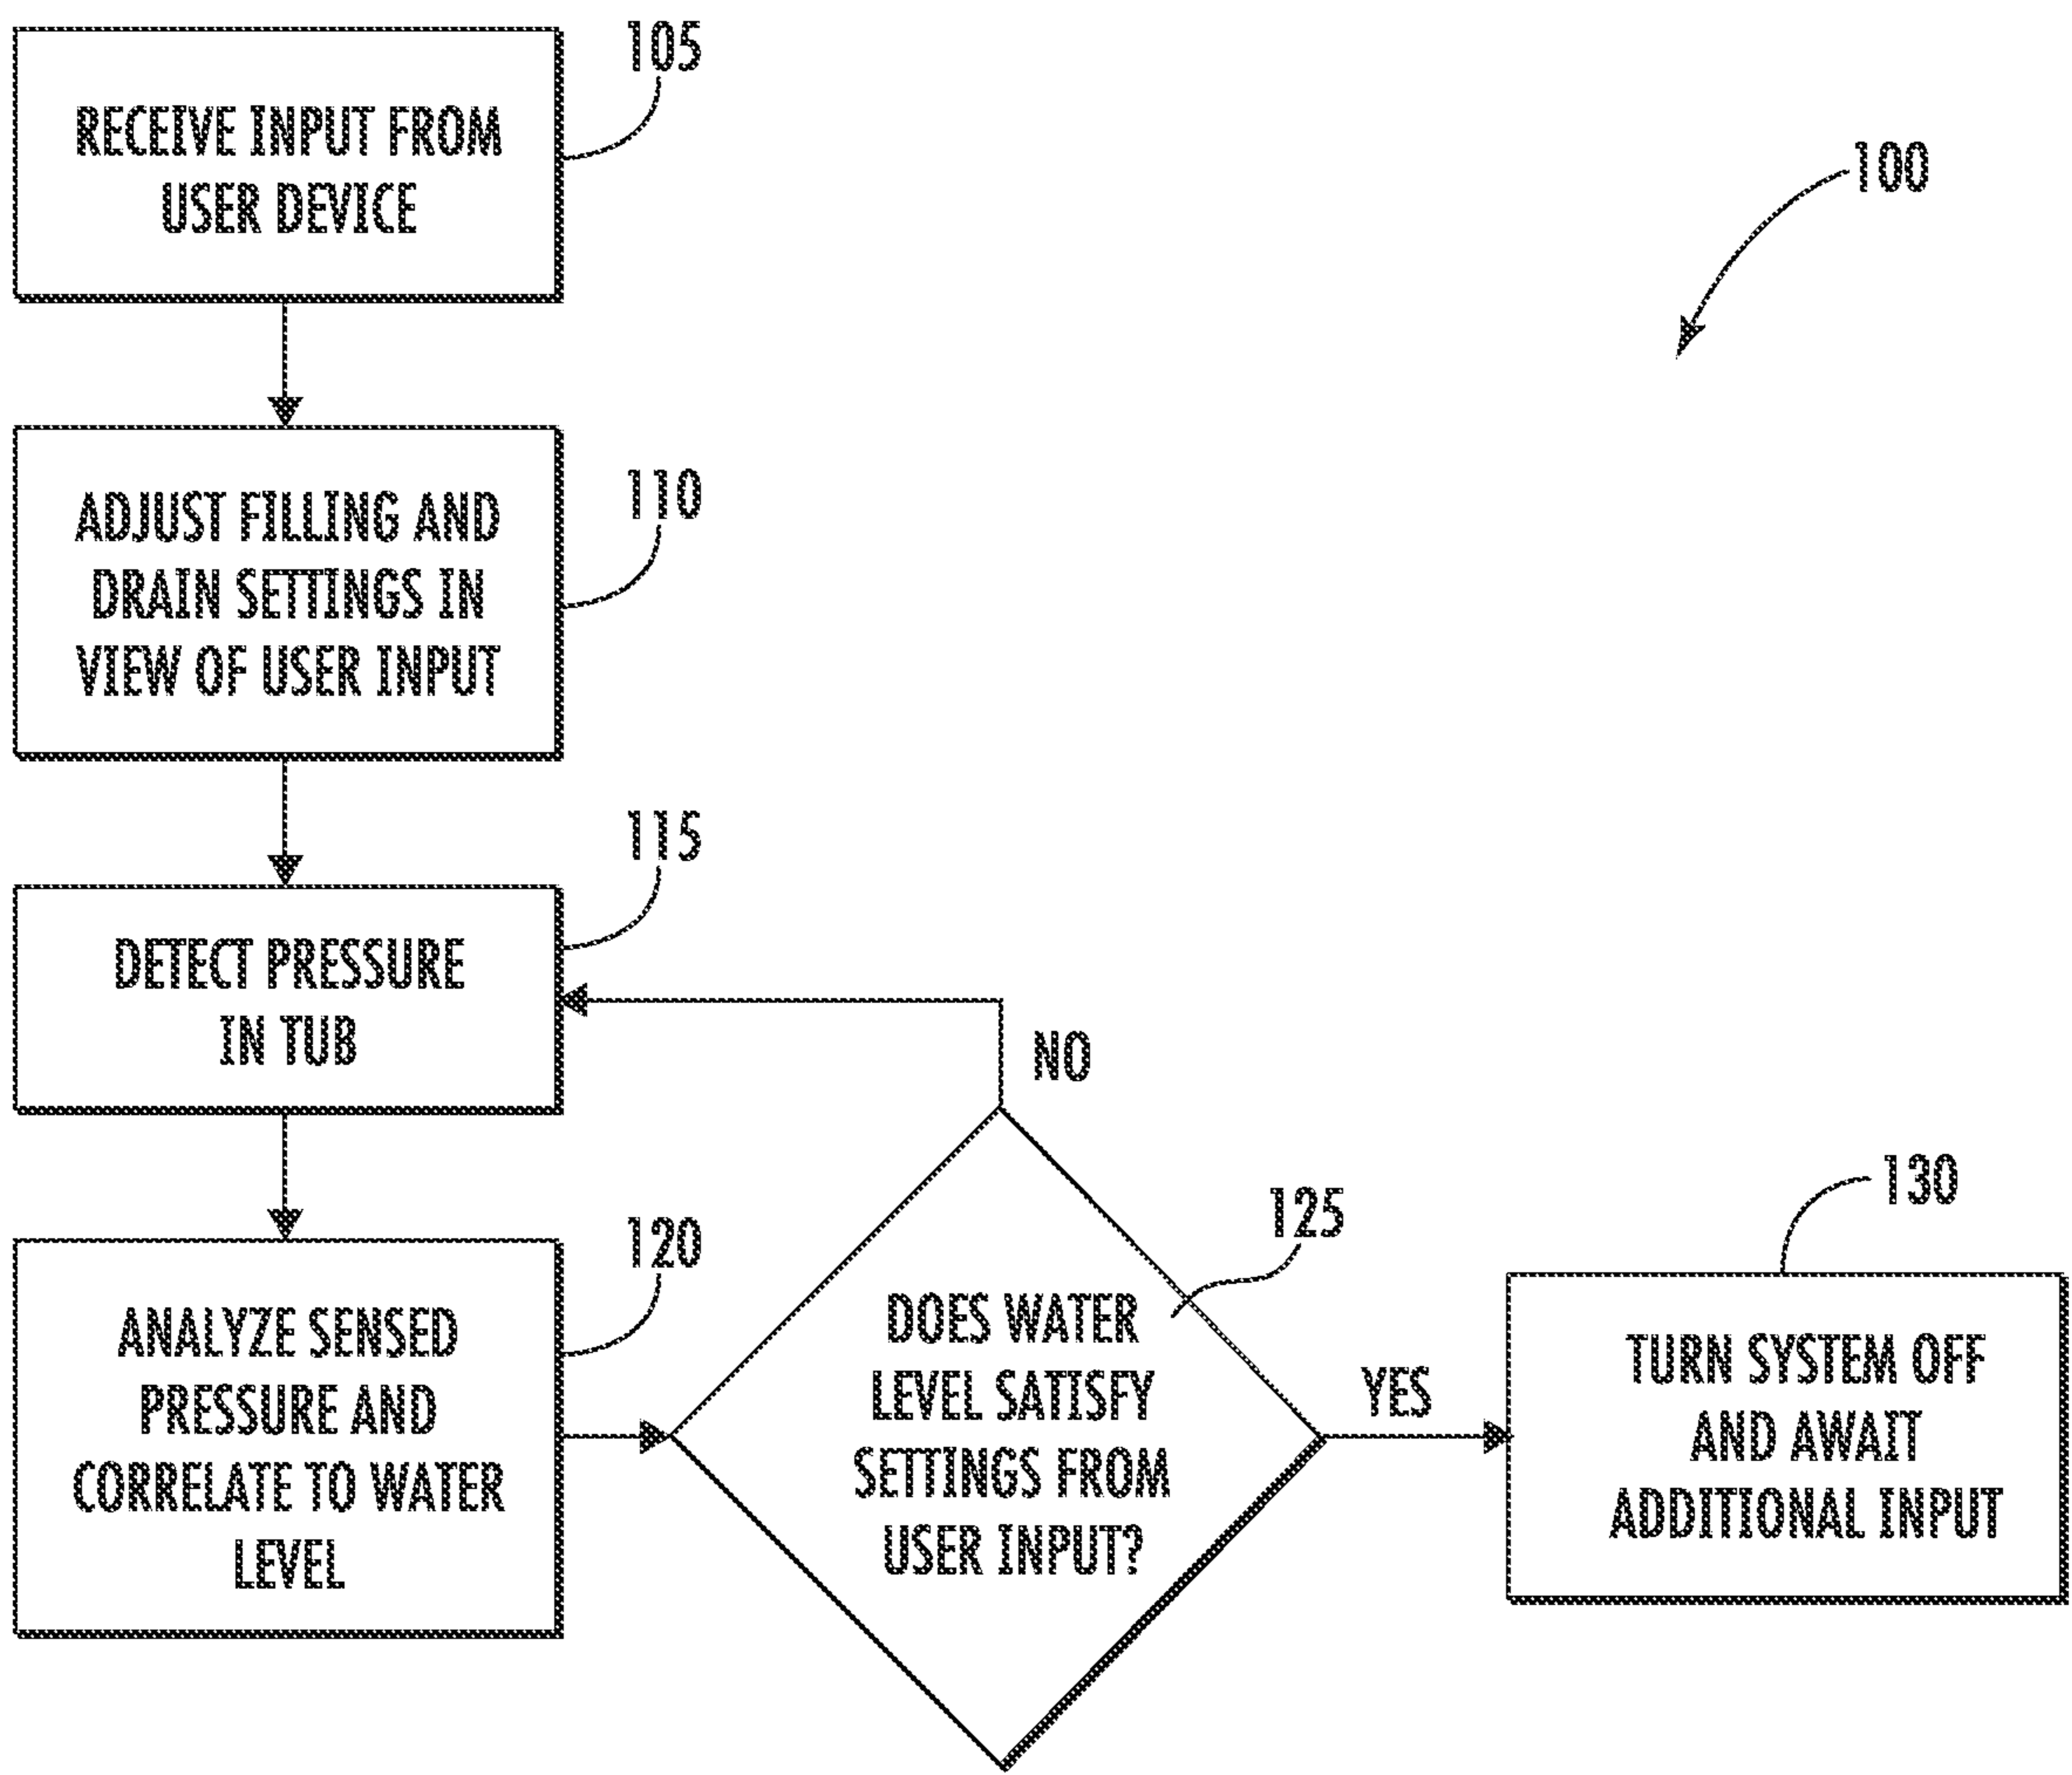 105
RECEIVE INPUT FROM
USER DEVICE
100
110
ADJUST FILLING AND
DRAIN SETTINGS IN
VIEW OF USER INPUT
115
DETECT PRESSURE
IN TUB
NO
120
ANALYZE SENSED
PRESSURE AND
CORRELATE TO WATER
LEVEL
125
DOES WATER
LEVEL SATISFY
SETTINGS FROM
USER INPUT?
YES
130
TURN SYSTEM OFF
AND AWAIT
ADDITIONAL INPUT